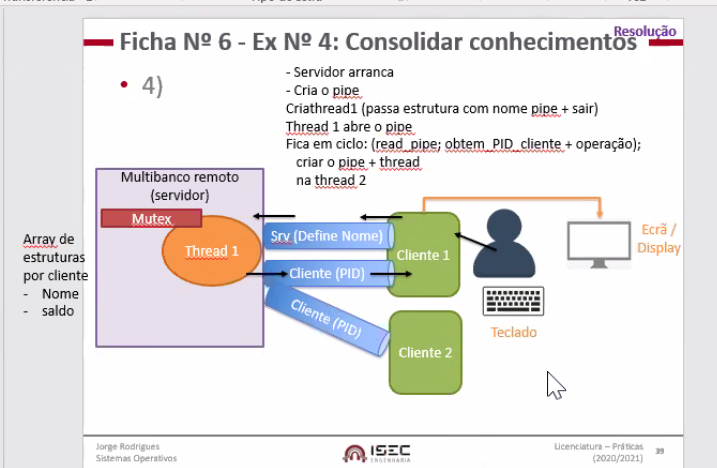 Resolução
Ficha Nº 6 - Ex Nº 4: Consolidar conhecimentos
• 4)
- Servidor arranca
- Cria o pipe
Criathread1 (passa estrutura com nome pipe + sair)
Thread 1 abre o pipe
Fica em ciclo: (read_pipe; obtem_PID_cliente + operação);
criar o pipe + thread
na thread 2
Multibanco remoto
(servidor)
Mutex
Thread 1
Array de
estruturas
por cliente
- Nome
- saldo
Srv (Define Nome)
Cliente (PID)
Cliente (PID)
Cliente 1
Cliente 2
Teclado
Ecrã /
Display
Jorge Rodrigues
Sistemas Operativos
ISEC
ENGENHARIA
Licenciatura – Práticas
(2020/2021)
39